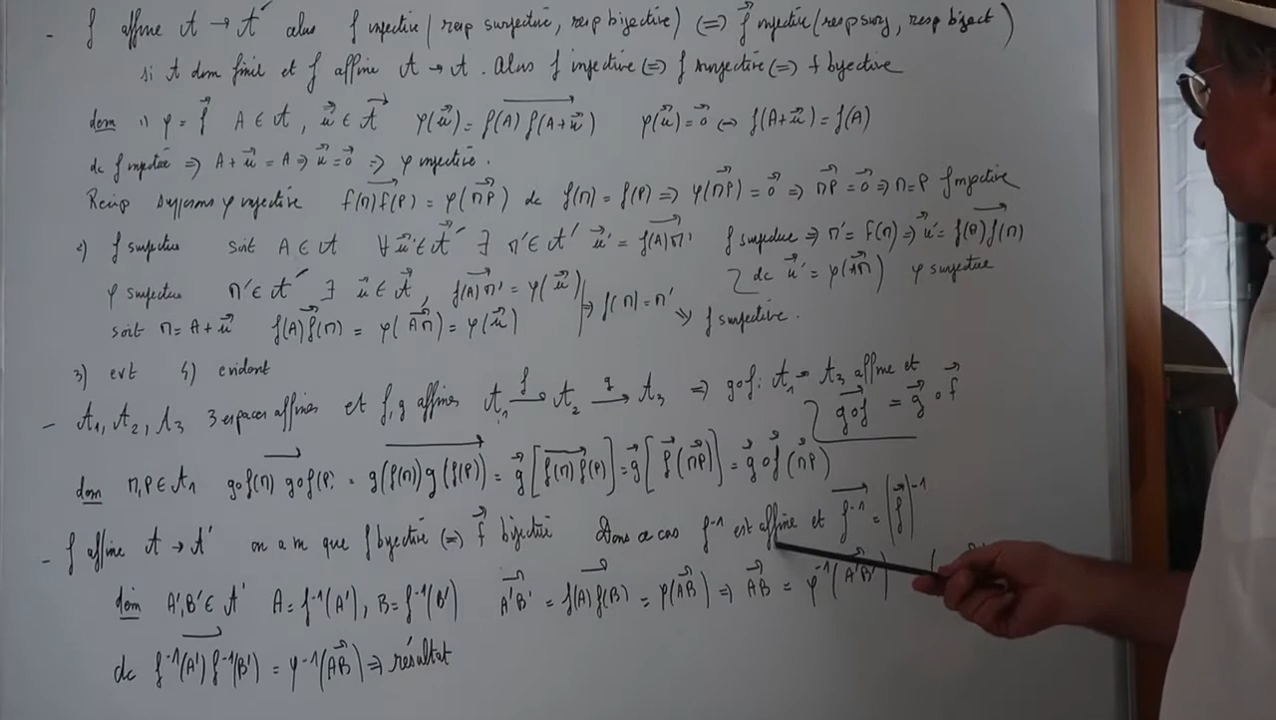 - f affine A → A' alors f injective (resp surjective, resp bijective) (=) f⃗ injective (resp surj, resp biject)
si A dim finie et f affine A → A. Alors f injective (=) f surjective (=) f bijective
dem 1) φ = f⃗ A ∈ A, u⃗ ∈ A⃗ φ(u⃗) = f(A) f(A+u⃗) φ(u⃗) = 0⃗ ⇔ f(A+u⃗) = f(A)
dc f injective ⇒ A+u⃗ = A ⇒ u⃗ = 0⃗ ⇒ φ injective.
Recip supposons φ injective f(M)f(P) = φ(MP) dc f(M) = f(P) ⇒ φ(MP) = 0⃗ ⇒ MP = 0⃗ ⇒ M = P f injective
2) f surjective soit A ∈ A ∀ u⃗' ∈ A⃗' ∃ M' ∈ A' u⃗' = f(A)M' f surjective ⇒ M' = f(M) ⇒ u⃗' = f(A)f(M)
dc u⃗' = φ(AM) φ surjective
φ surjective M' ∈ A' ∃ u⃗ ∈ A⃗, f(A)M' = φ(u⃗)
soit M = A + u⃗ f(A)f(M) = φ(AM) = φ(u⃗) ⇒ f(M) = M' ⇒ f surjective.
3) evt 4) evident
- A₁, A₂, A₃ 3 espaces affines et f, g affines A₁ →f A₂ →g A₃ ⇒ g∘f : A₁ → A₃ affine et
g∘f = g⃗ ∘ f⃗
dem M, P ∈ A₁ g∘f(M) g∘f(P) = g(f(M)) g(f(P)) = g⃗[f(M) f(P)] = g⃗[f⃗(MP)] = g⃗∘f⃗(MP)
- f affine A → A' on a vu que f bijective (=) f⃗ bijective Dans ce cas f⁻¹ est affine et f⁻¹ = (f⃗)⁻¹
dem A', B' ∈ A' A = f⁻¹(A'), B = f⁻¹(B') A'B' = f(A)f(B) = φ(AB) ⇒ AB = φ⁻¹(A'B')
dc f⁻¹(A') f⁻¹(B') = φ⁻¹(AB) ⇒ résultat